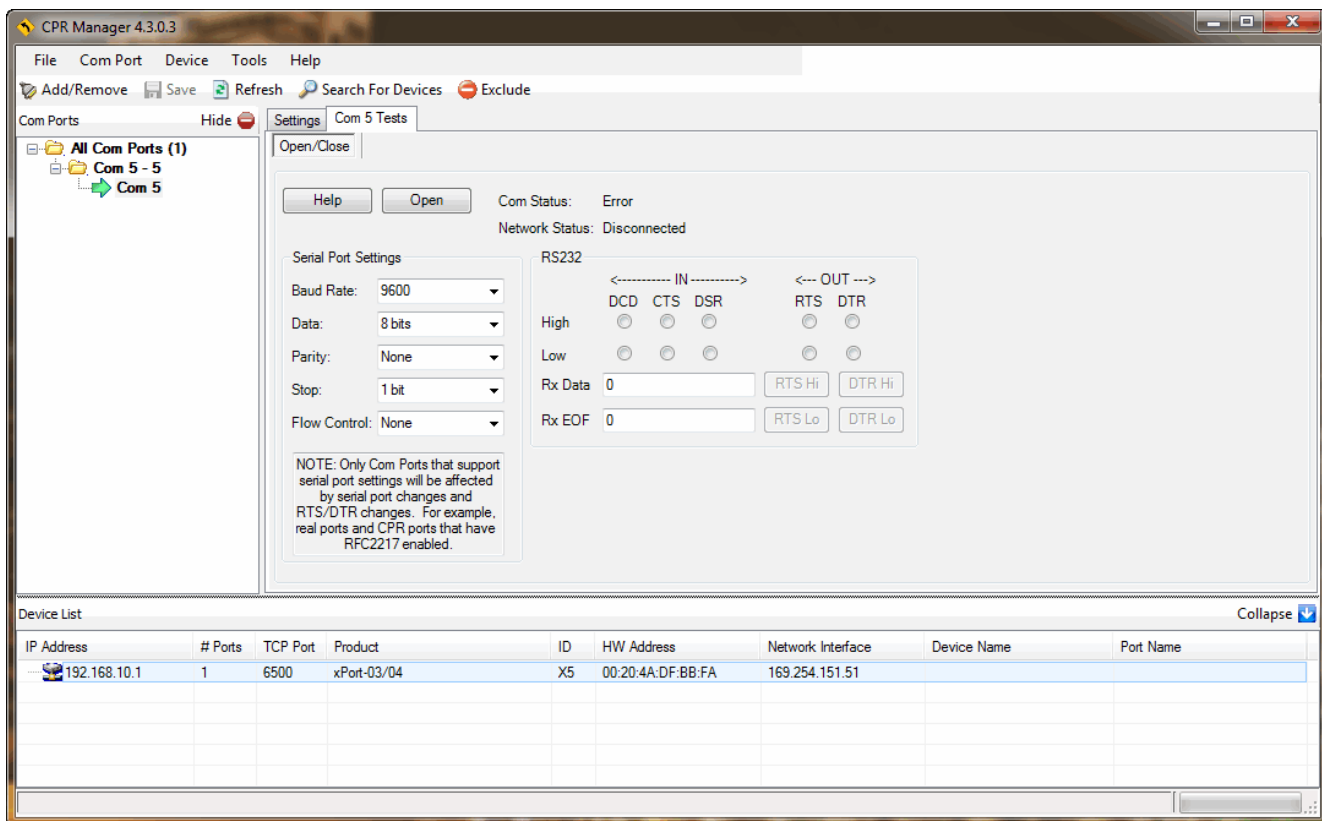 CPR Manager 4.3.0.3
File Com Port Device Tools Help
Add/Remove Save Refresh Search For Devices Exclude
Com Ports Hide
Settings Com 5 Tests
All Com Ports (1)
Com 5 - 5
Com 5
Open/Close
Help Open Com Status: Error
Network Status: Disconnected
Serial Port Settings
Baud Rate: 9600
Data: 8 bits
Parity: None
Stop: 1 bit
Flow Control: None
NOTE: Only Com Ports that support
serial port settings will be affected
by serial port changes and
RTS/DTR changes. For example,
real ports and CPR ports that have
RFC2217 enabled.
RS232
<----------- IN ----------> <--- OUT --->
DCD CTS DSR RTS DTR
High
Low
Rx Data 0 RTS Hi DTR Hi
Rx EOF 0 RTS Lo DTR Lo
Device List Collapse
IP Address # Ports TCP Port Product ID HW Address Network Interface Device Name Port Name
192.168.10.1 1 6500 xPort-03/04 X5 00:20:4A:DF:BB:FA 169.254.151.51